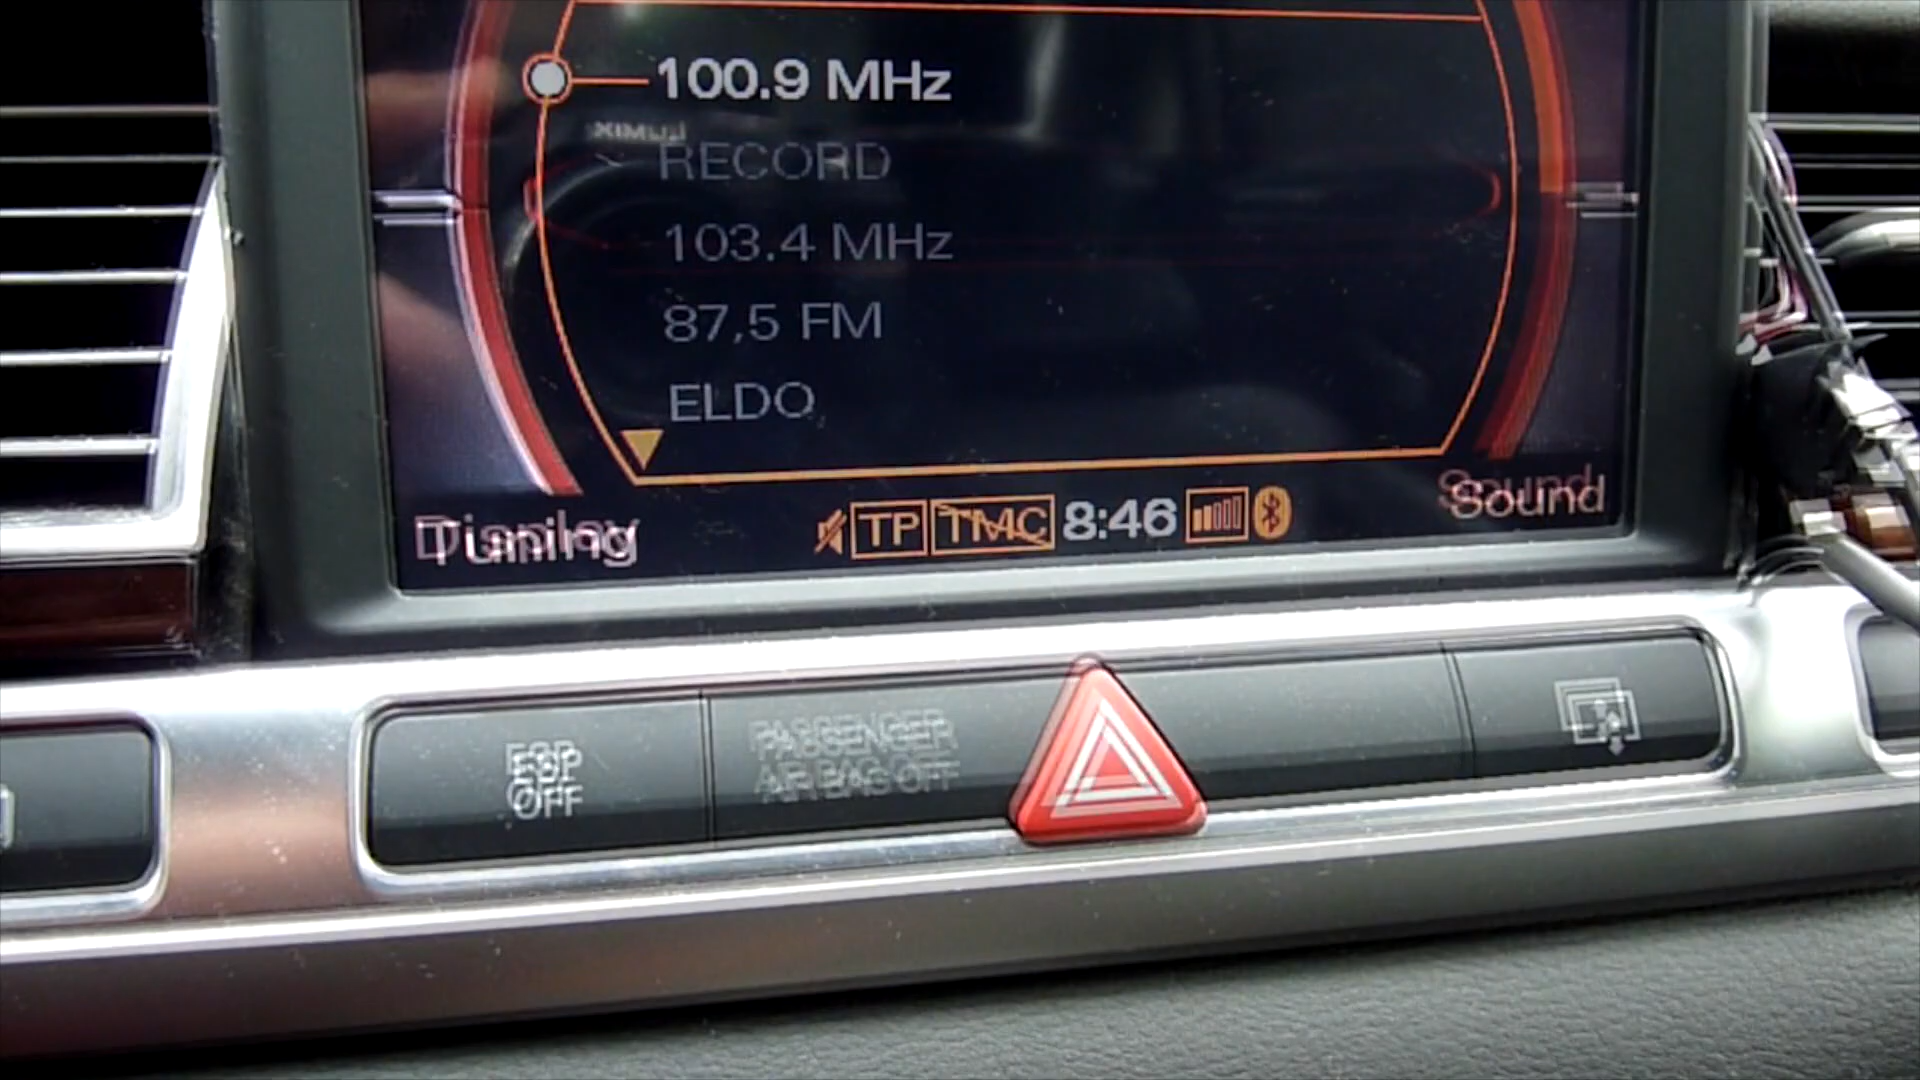 100.9 MHz
RECORD
103.4 MHz
87,5 FM
ELDO
Tuning
TP TMC 8:46
Sound
ESP
OFF
PASSENGER
AIR BAG OFF